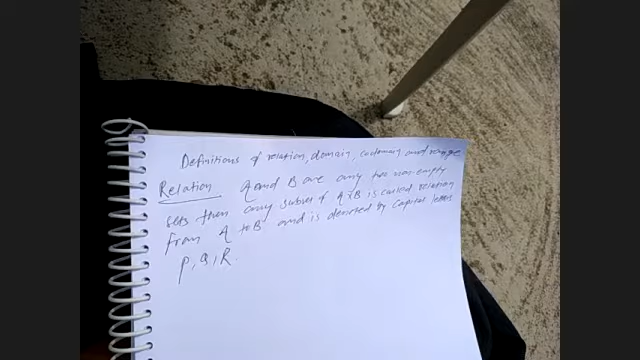 Definitions of relation, domain, codomain and range
Relation A and B are any two non-empty
sets then any subset of A×B is called relation
from A to B and is denoted by capital letters
P, Q, R.